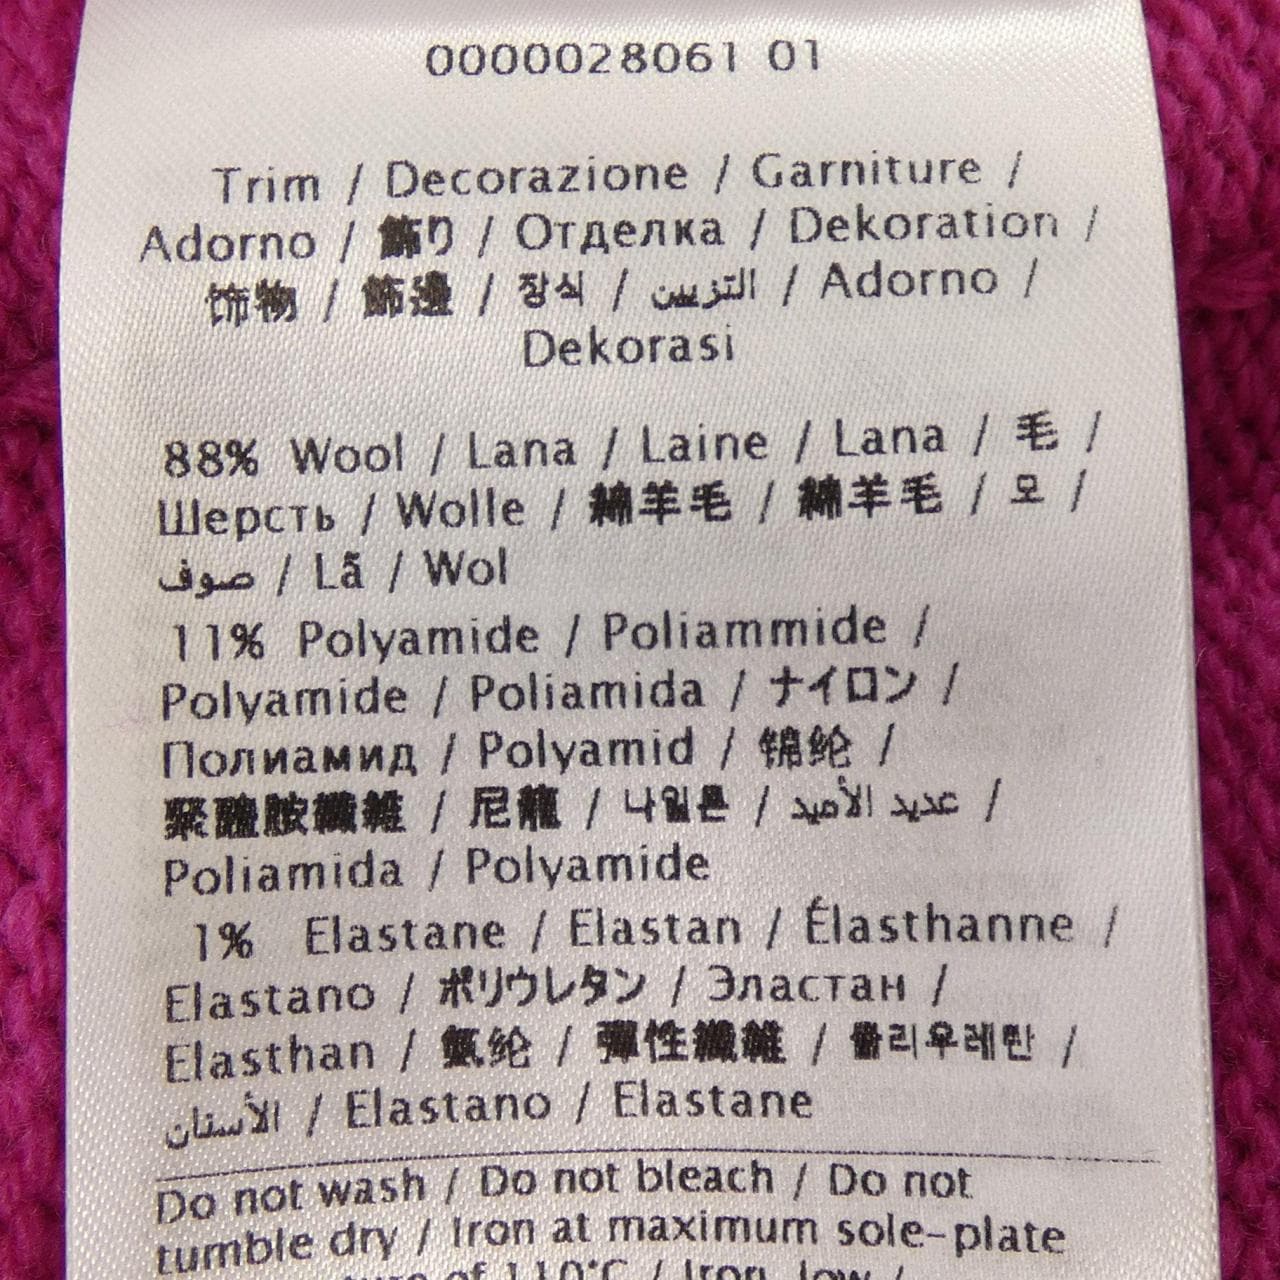 0000028061 01
Trim / Decorazione / Garniture /
Adorno / 飾り / Отделка / Dekoration /
饰物 / 飾邊 / 장식 / التزيين / Adorno /
Dekorasi
88% Wool / Lana / Laine / Lana / 毛 /
Шерсть / Wolle / 綿羊毛 / 綿羊毛 / 모 /
صوف / Lã / Wol
11% Polyamide / Poliammide /
Polyamide / Poliamida / ナイロン /
Полиамид / Polyamid / 锦纶 /
聚醯胺纖維 / 尼龍 / 나일론 / عديد الأميد /
Poliamida / Polyamide
1% Elastane / Elastan / Élasthanne /
Elastano / ポリウレタン / Эластан /
Elasthan / 氨纶 / 彈性纖維 / 폴리우레탄 /
الأستان / Elastano / Elastane
Do not wash / Do not bleach / Do not
tumble dry / Iron at maximum sole-plate
of 110°C / Iron, low /